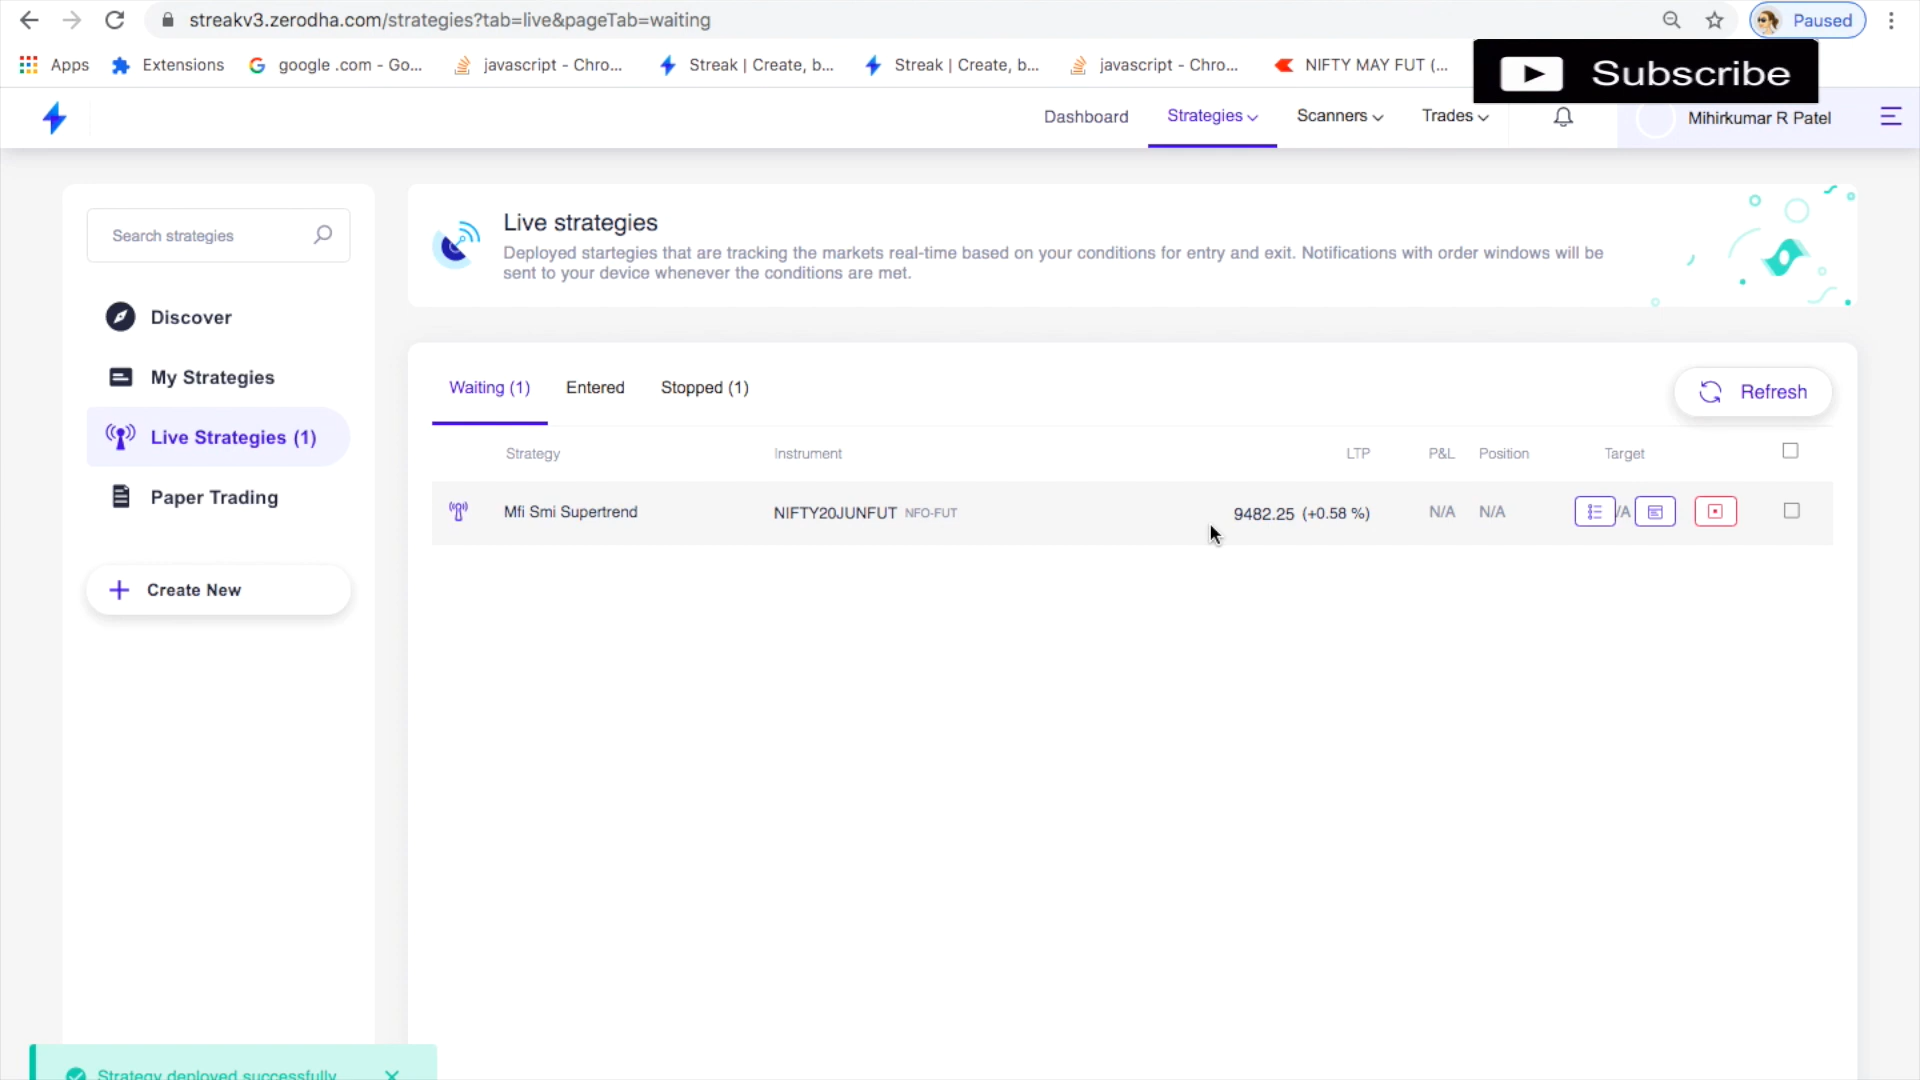 streakv3.zerodha.com/strategies?tab=live&pageTab=waiting
Paused
Apps
Extensions
google .com - Go...
javascript - Chro...
Streak | Create, b...
Streak | Create, b...
javascript - Chro...
NIFTY MAY FUT (...
Subscribe
Dashboard
Strategies
Scanners
Trades
Mihirkumar R Patel
Search strategies
Discover
My Strategies
Live Strategies (1)
Paper Trading
Create New
Live strategies
Deployed startegies that are tracking the markets real-time based on your conditions for entry and exit. Notifications with order windows will be
sent to your device whenever the conditions are met.
Waiting (1)
Entered
Stopped (1)
Refresh
Strategy Instrument LTP P&L Position Target
Mfi Smi Supertrend NIFTY20JUNFUT NFO-FUT 9482.25 (+0.58 %) N/A N/A /A
Strategy deployed successfully